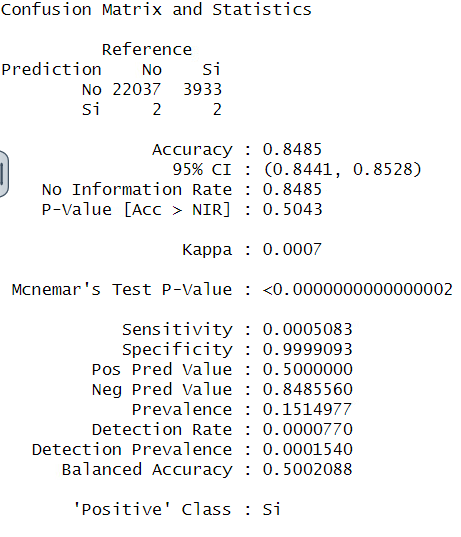 Confusion Matrix and Statistics
Reference
Prediction No Si
No 22037 3933
Si 2 2
Accuracy : 0.8485
95% CI : (0.8441, 0.8528)
No Information Rate : 0.8485
P-Value [Acc > NIR] : 0.5043
Kappa : 0.0007
Mcnemar's Test P-Value : <0.0000000000000002
Sensitivity : 0.0005083
Specificity : 0.9999093
Pos Pred Value : 0.5000000
Neg Pred Value : 0.8485560
Prevalence : 0.1514977
Detection Rate : 0.0000770
Detection Prevalence : 0.0001540
Balanced Accuracy : 0.5002088
'Positive' Class : Si